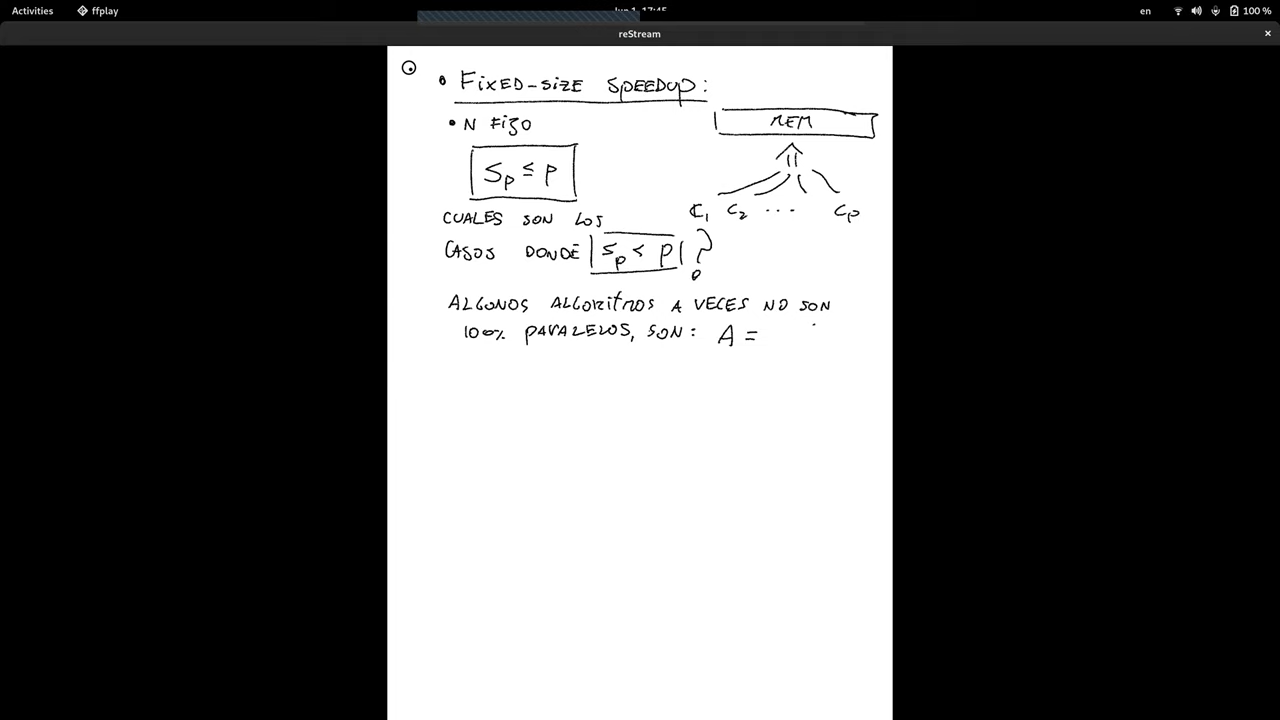 Activities ffplay en 100 %
reStream
• FIXED-SIZE SPEEDUP:
• N FIJO
MEM
Sp ≤ p
C1 C2 ... Cp
CUALES SON LOS
CASOS DONDE Sp < p ?
ALGUNOS ALGORITMOS A VECES NO SON
100% PARALELOS, SON: A =